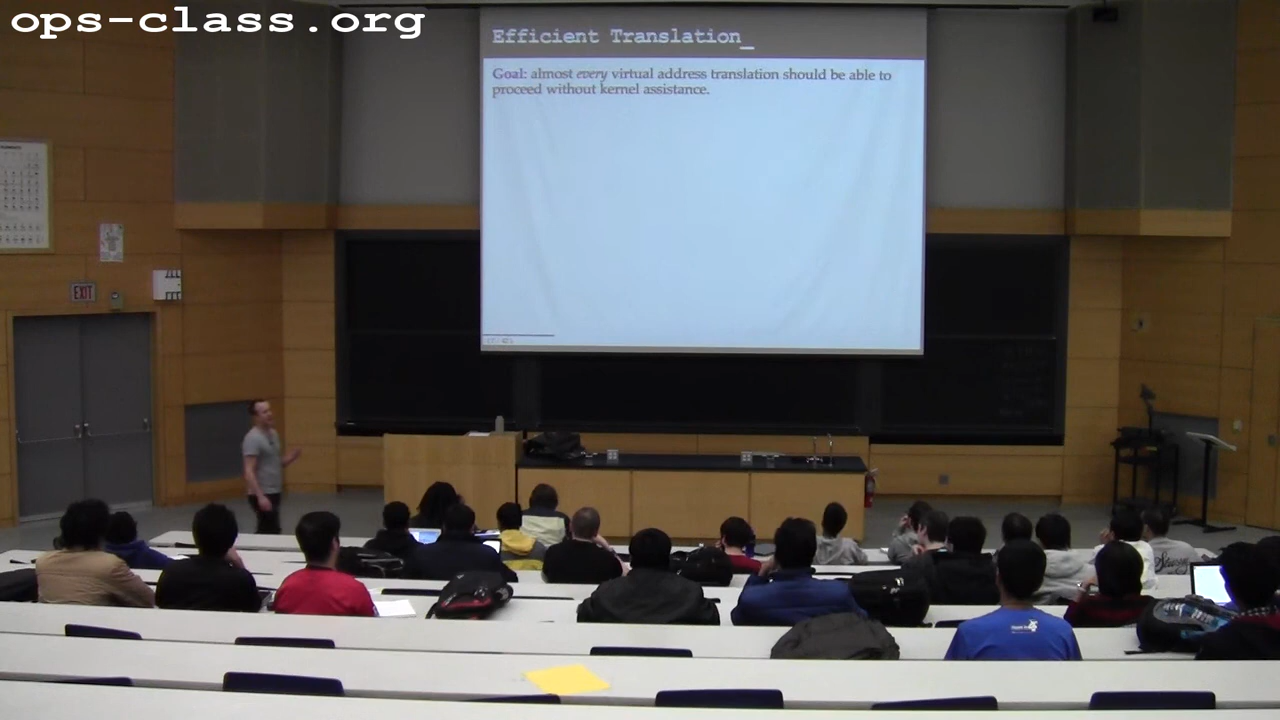 ops-class.org
Efficient Translation_
Goal: almost every virtual address translation should be able to
proceed without kernel assistance.
EXIT